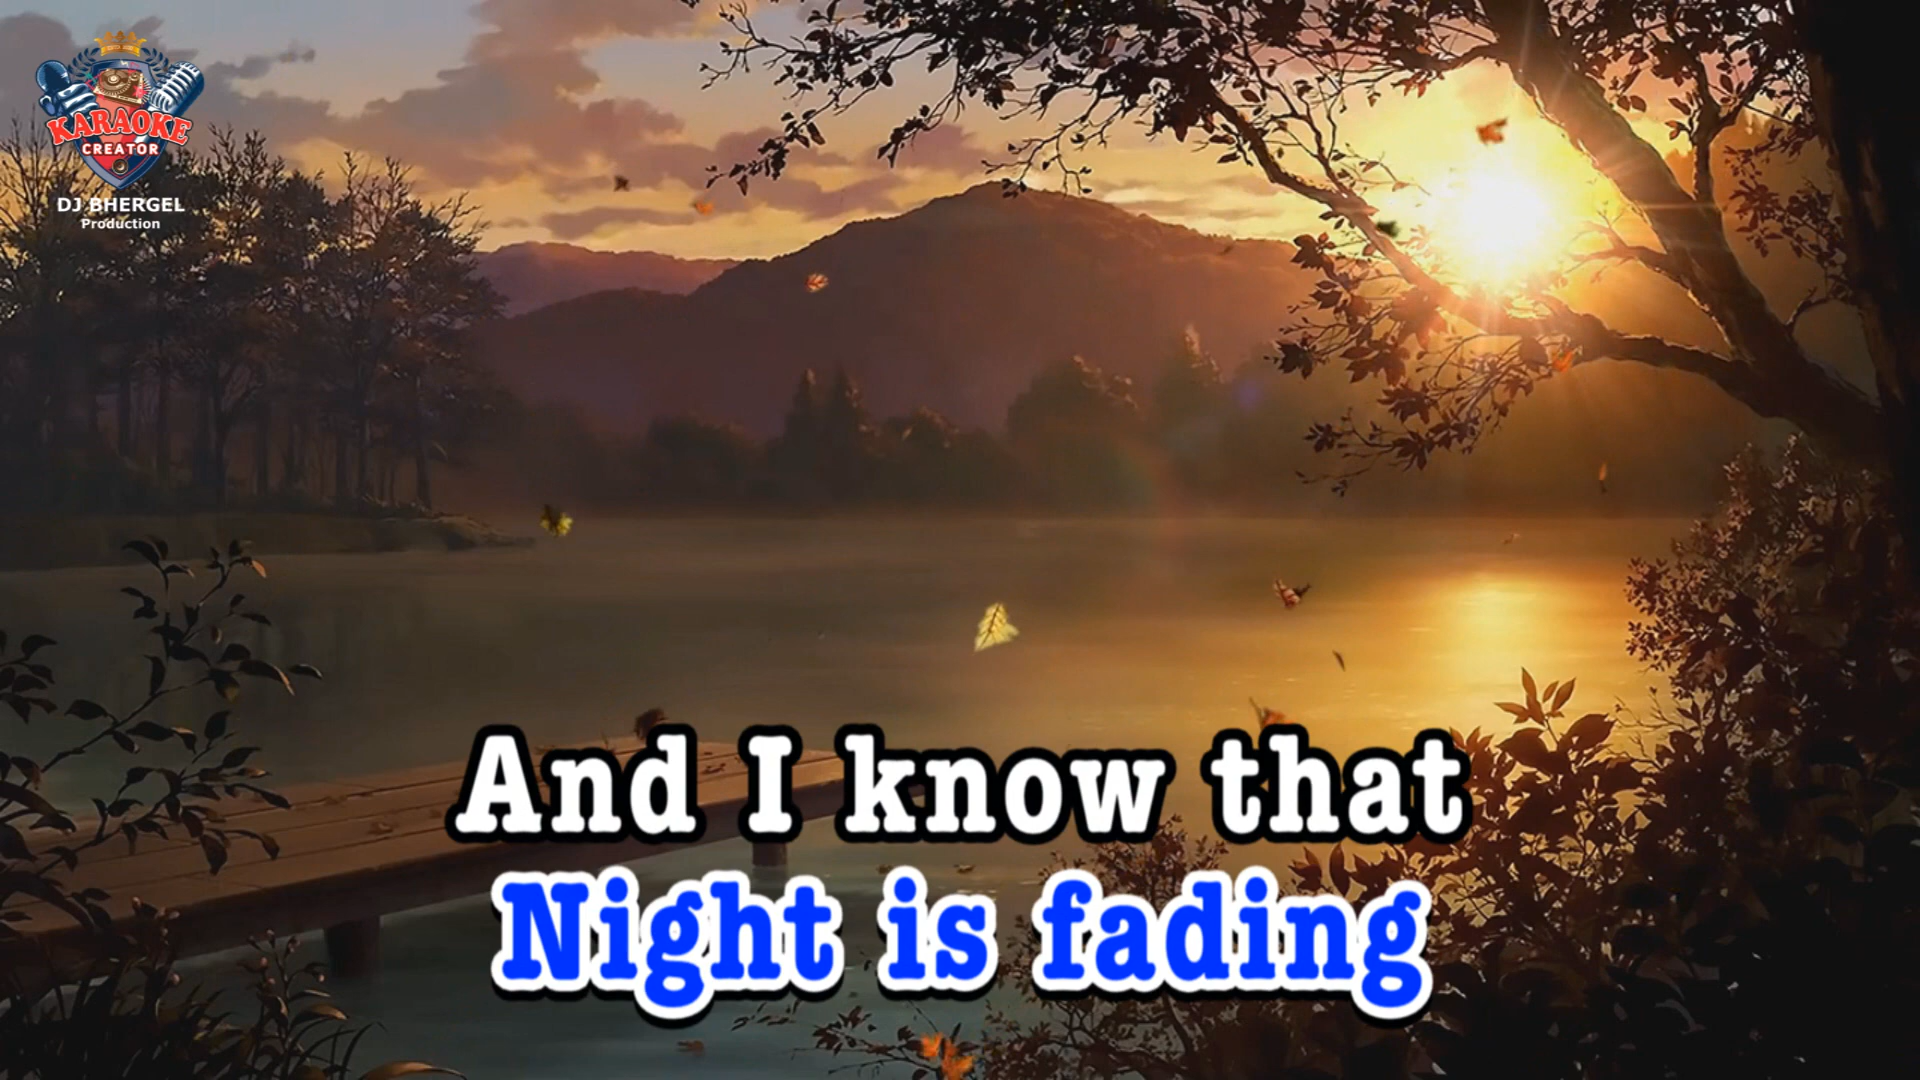 KARAOKE
CREATOR
DJ BHERGEL
Production
And I know that
Night is fading